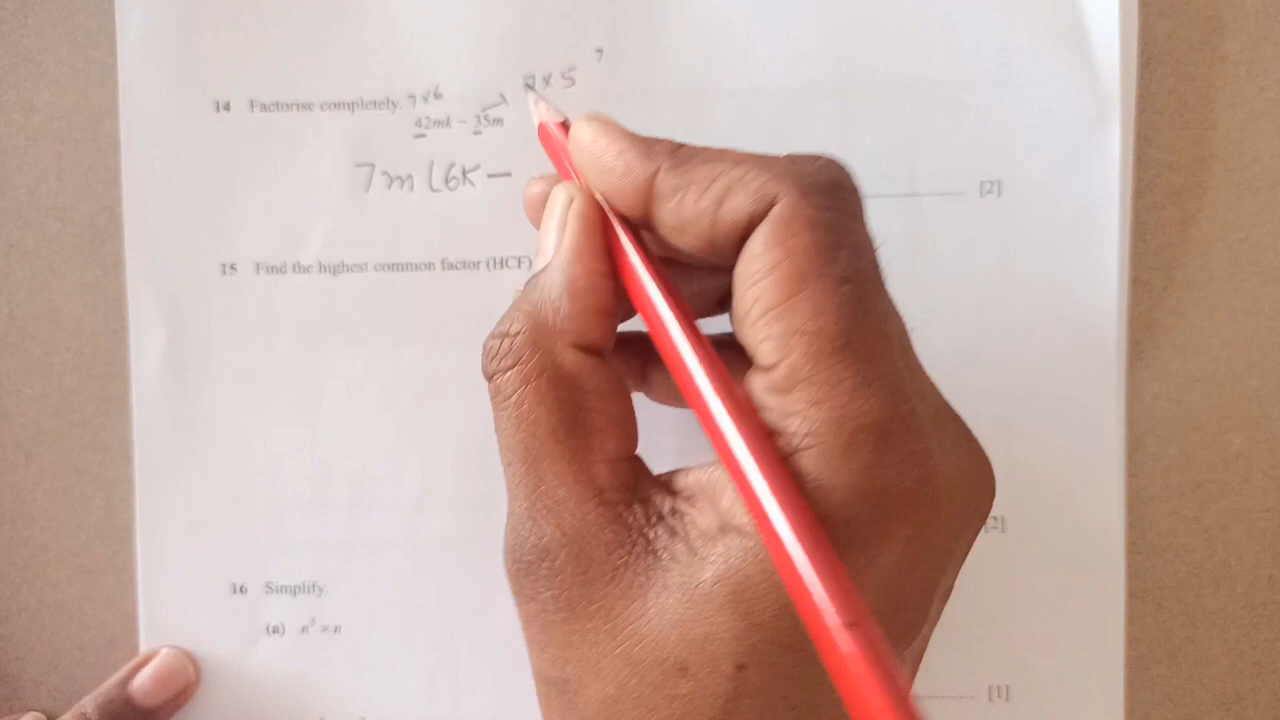 7
7 × 5
14 Factorise completely. 7×6
42mk − 35m
7m (6K −
[2]
15 Find the highest common factor (HCF)
[2]
16 Simplify.
(a) n⁵ × n
[1]